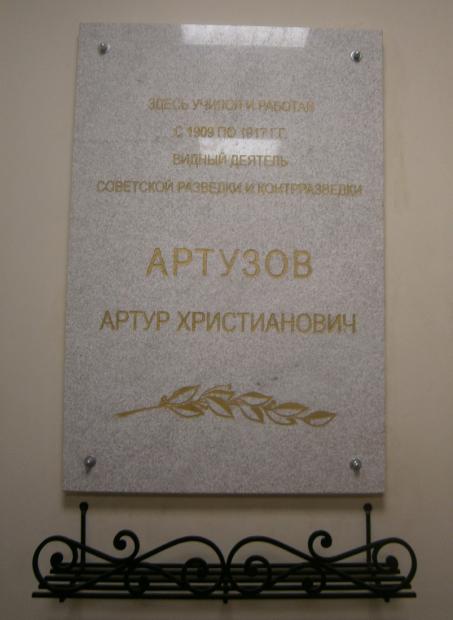 ЗДЕСЬ УЧИЛСЯ И РАБОТАЛ
С 1909 ПО 1917 Г.Г.
ВИДНЫЙ ДЕЯТЕЛЬ
СОВЕТСКОЙ РАЗВЕДКИ И КОНТРРАЗВЕДКИ
АРТУЗОВ
АРТУР ХРИСТИАНОВИЧ